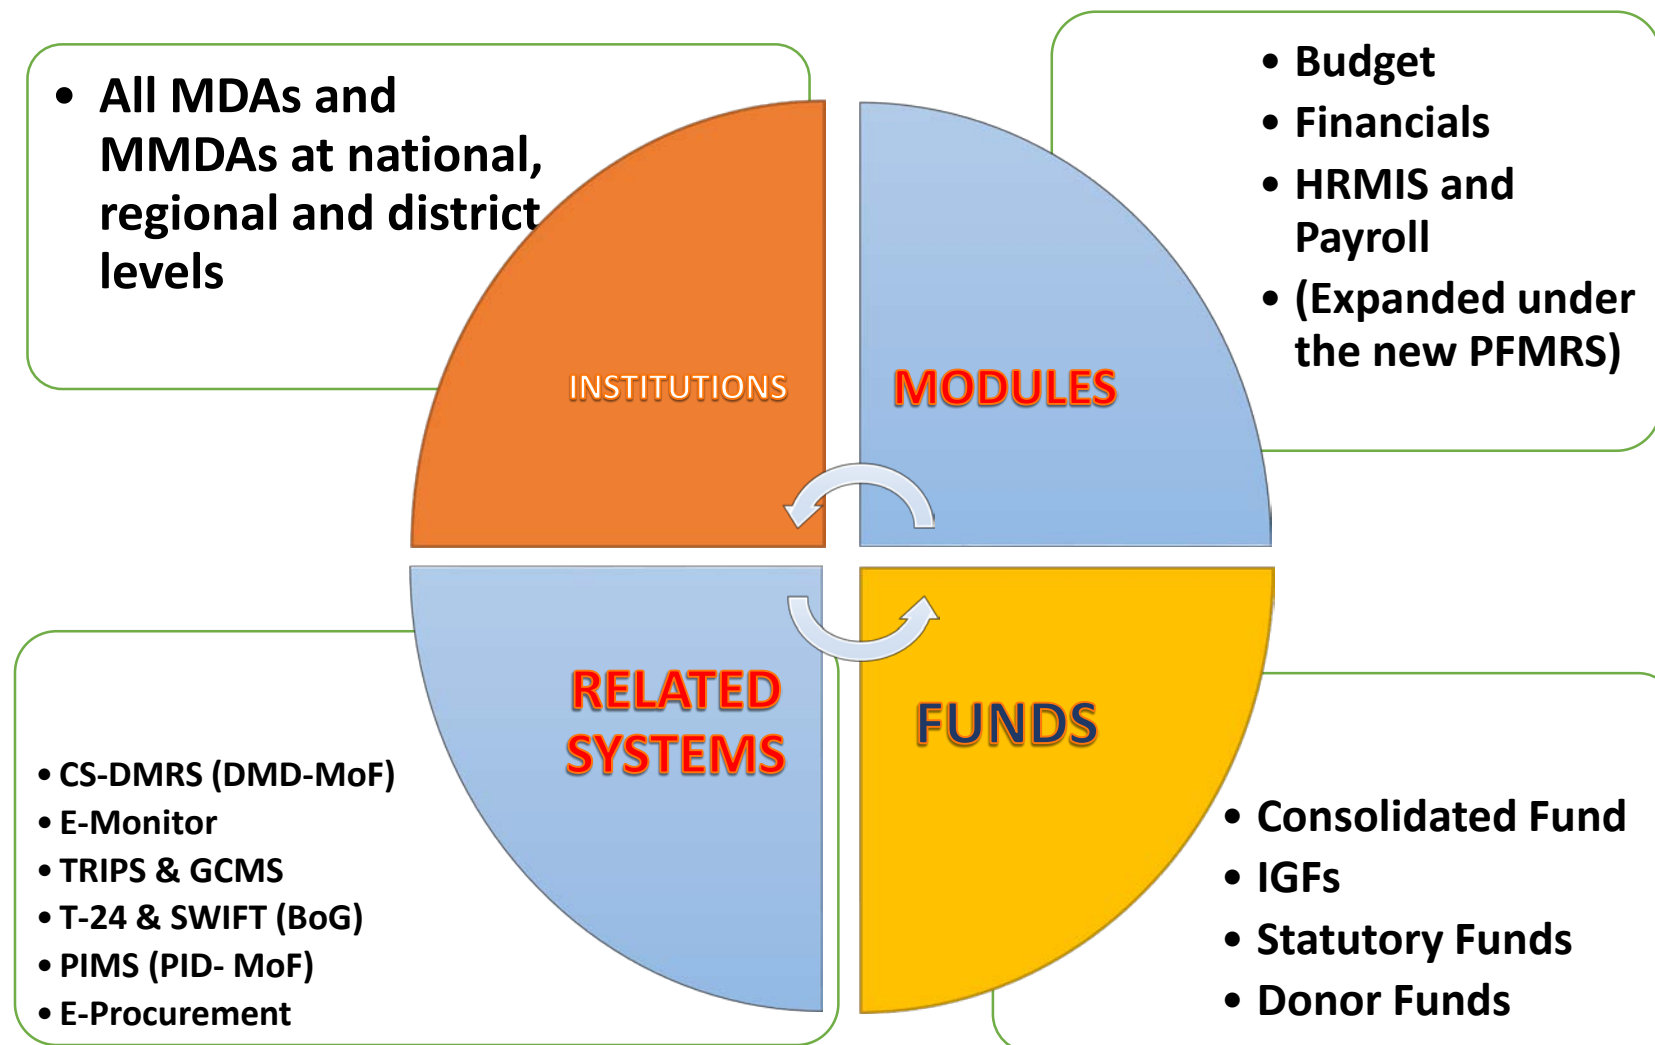 • All MDAs and
MMDAs at national,
regional and district
levels
INSTITUTIONS
• Budget
• Financials
• HRMIS and
Payroll
• (Expanded under
the new PFMRS)
MODULES
RELATED
SYSTEMS
• CS-DMRS (DMD-MoF)
• E-Monitor
• TRIPS & GCMS
• T-24 & SWIFT (BoG)
• PIMS (PID- MoF)
• E-Procurement
FUNDS
• Consolidated Fund
• IGFs
• Statutory Funds
• Donor Funds